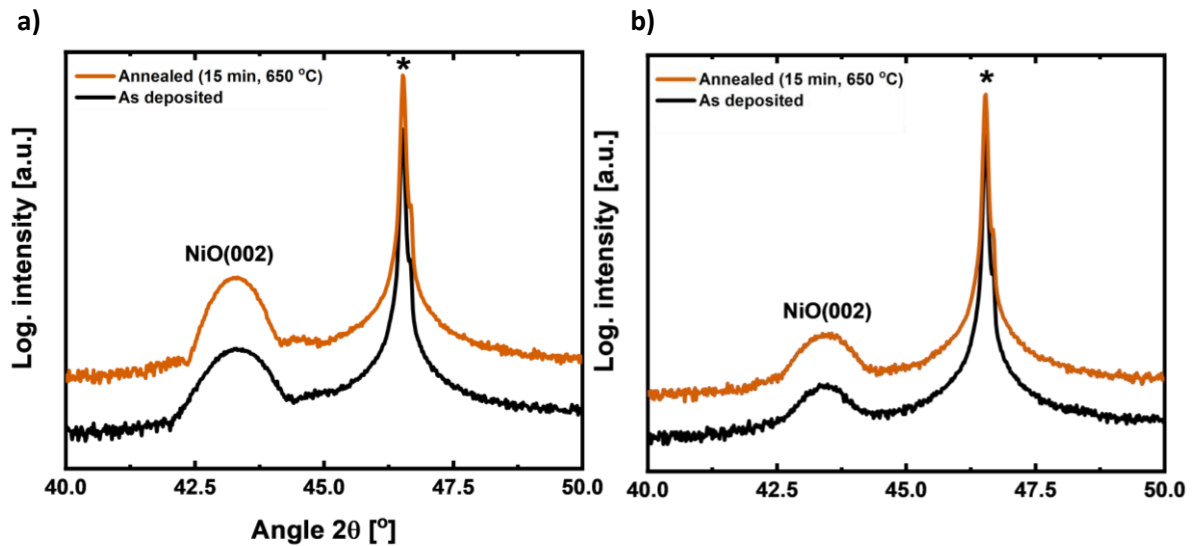 a)
Annealed (15 min, 650 °C)
As deposited
*
NiO(002)
Log. intensity [a.u.]
40.0 42.5 45.0 47.5 50.0
Angle 2θ [°]
b)
Annealed (15 min, 650 °C)
As deposited
*
NiO(002)
Log. intensity [a.u.]
40.0 42.5 45.0 47.5 50.0